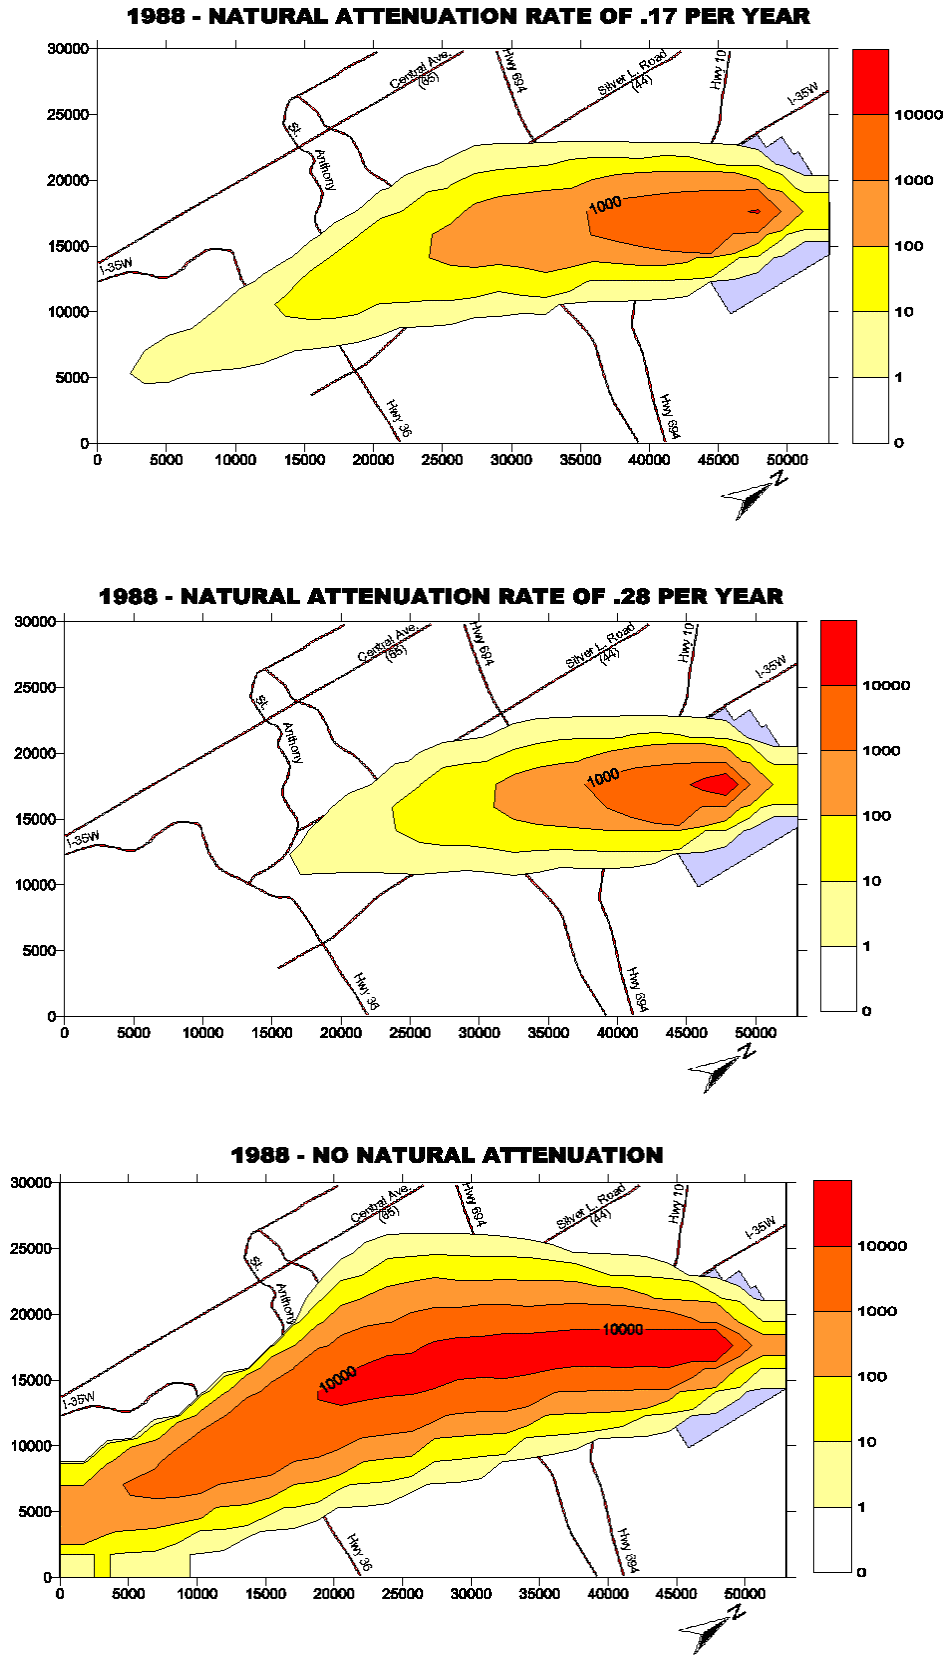 1988 - NATURAL ATTENUATION RATE OF .17 PER YEAR
30000
25000
20000
15000
10000
5000
0
0 5000 10000 15000 20000 25000 30000 35000 40000 45000 50000
Central Ave.
(65)
Hwy 694
Silver L. Road
(44)
Hwy 10
I-35W
St.
Anthony
I-35W
1000
Hwy 36
Hwy 694
10000
1000
100
10
1
0
N
1988 - NATURAL ATTENUATION RATE OF .28 PER YEAR
30000
25000
20000
15000
10000
5000
0
0 5000 10000 15000 20000 25000 30000 35000 40000 45000 50000
Central Ave.
(65)
Hwy 694
Silver L. Road
(44)
Hwy 10
I-35W
St.
Anthony
I-35W
1000
Hwy 36
Hwy 694
10000
1000
100
10
1
0
N
1988 - NO NATURAL ATTENUATION
30000
25000
20000
15000
10000
5000
0
0 5000 10000 15000 20000 25000 30000 35000 40000 45000 50000
Central Ave.
(65)
Hwy 694
Silver L. Road
(44)
Hwy 10
I-35W
St.
Anthony
I-35W
10000
10000
Hwy 36
Hwy 694
10000
1000
100
10
1
0
N